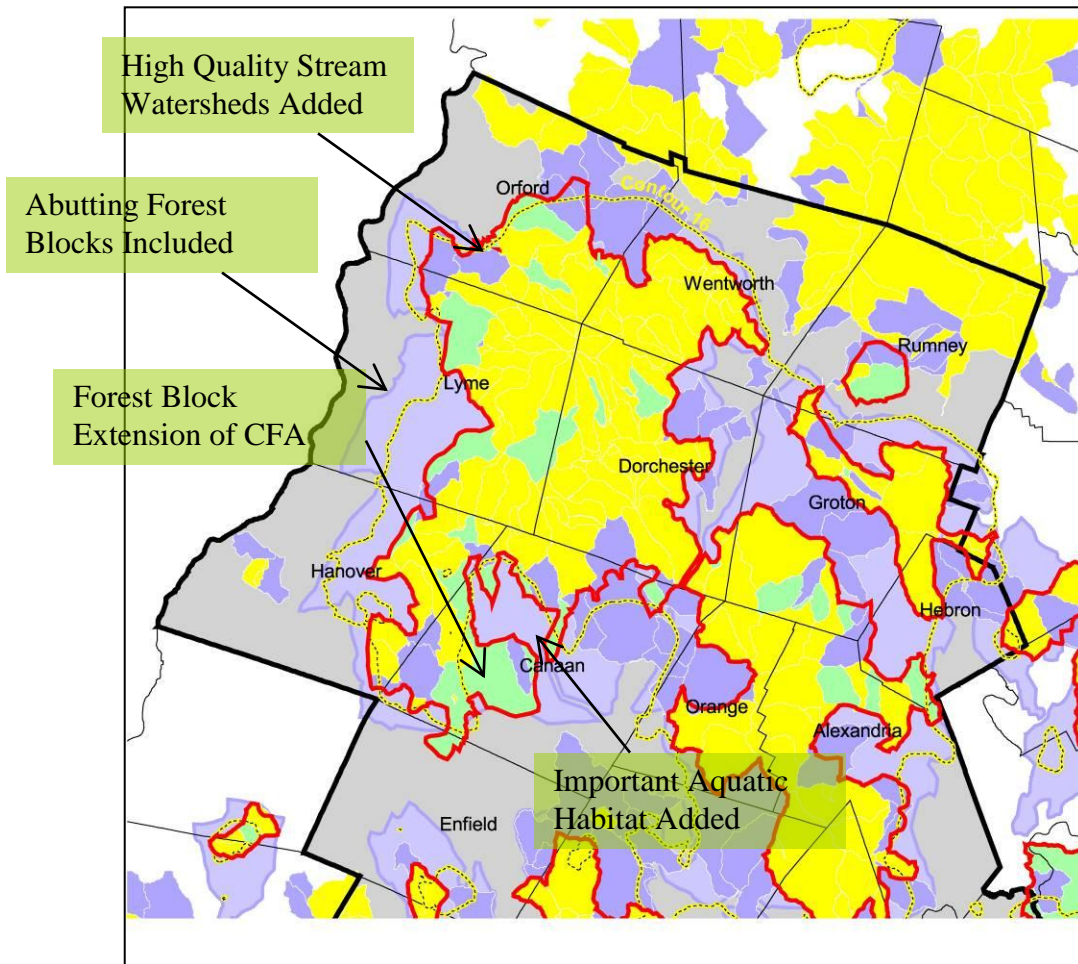 High Quality Stream
Watersheds Added
Abutting Forest
Blocks Included
Forest Block
Extension of CFA
Orford
Contour 16
Wentworth
Rumney
Lyme
Dorchester
Groton
Hanover
Hebron
Canaan
Orange
Alexandria
Important Aquatic
Habitat Added
Enfield